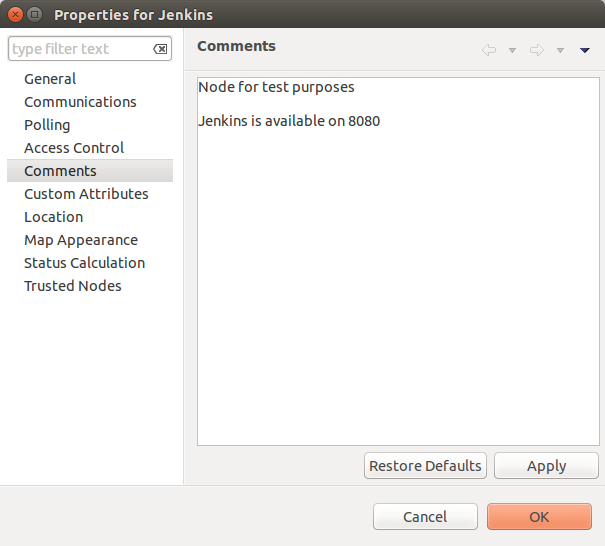 Properties for Jenkins
type filter text
Comments
General
Communications
Polling
Access Control
Comments
Custom Attributes
Location
Map Appearance
Status Calculation
Trusted Nodes
Node for test purposes
Jenkins is available on 8080
Restore Defaults
Apply
Cancel
OK